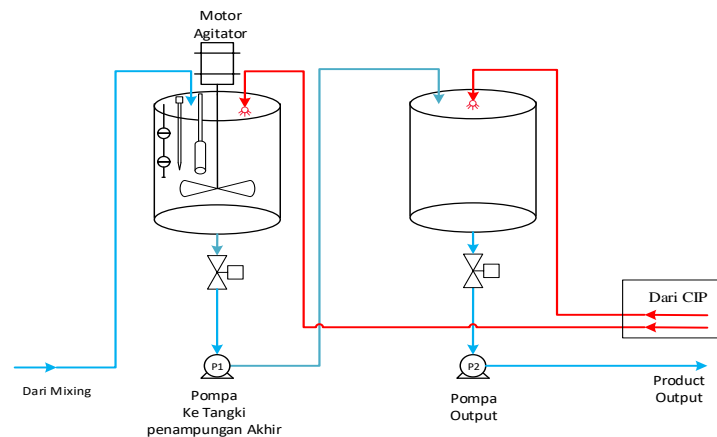 Motor
Agitator
Dari CIP
P1
P2
Dari Mixing
Pompa
Ke Tangki
penampungan Akhir
Pompa
Output
Product
Output